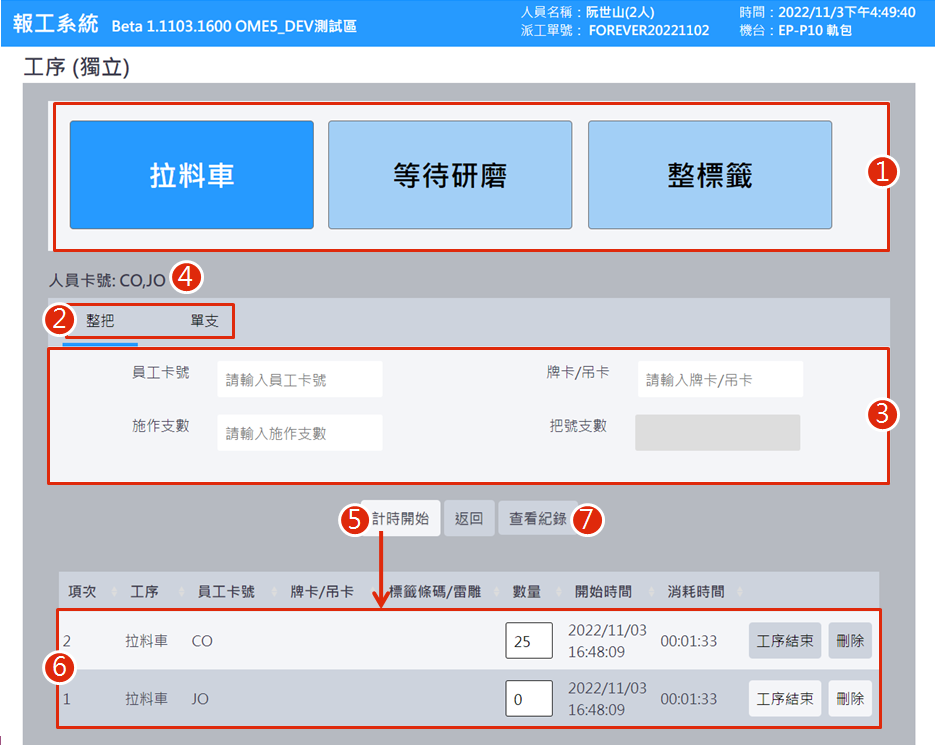 報工系統 Beta 1.1103.1600 OME5_DEV測試區
人員名稱：阮世山(2人) 時間：2022/11/3下午4:49:40
派工單號： FOREVER20221102 機台：EP-P10 軌包
工序 (獨立)
拉料車 等待研磨 整標籤 1
人員卡號: CO,JO 4
2 整把 單支
員工卡號 請輸入員工卡號 牌卡/吊卡 請輸入牌卡/吊卡
3
施作支數 請輸入施作支數 把號支數
5 計時開始 返回 查看紀錄 7
項次 工序 員工卡號 牌卡/吊卡 標籤條碼/雷雕 數量 開始時間 消耗時間
2 拉料車 CO 25 2022/11/03 16:48:09 00:01:33 工序結束 刪除
6
1 拉料車 JO 0 2022/11/03 16:48:09 00:01:33 工序結束 刪除